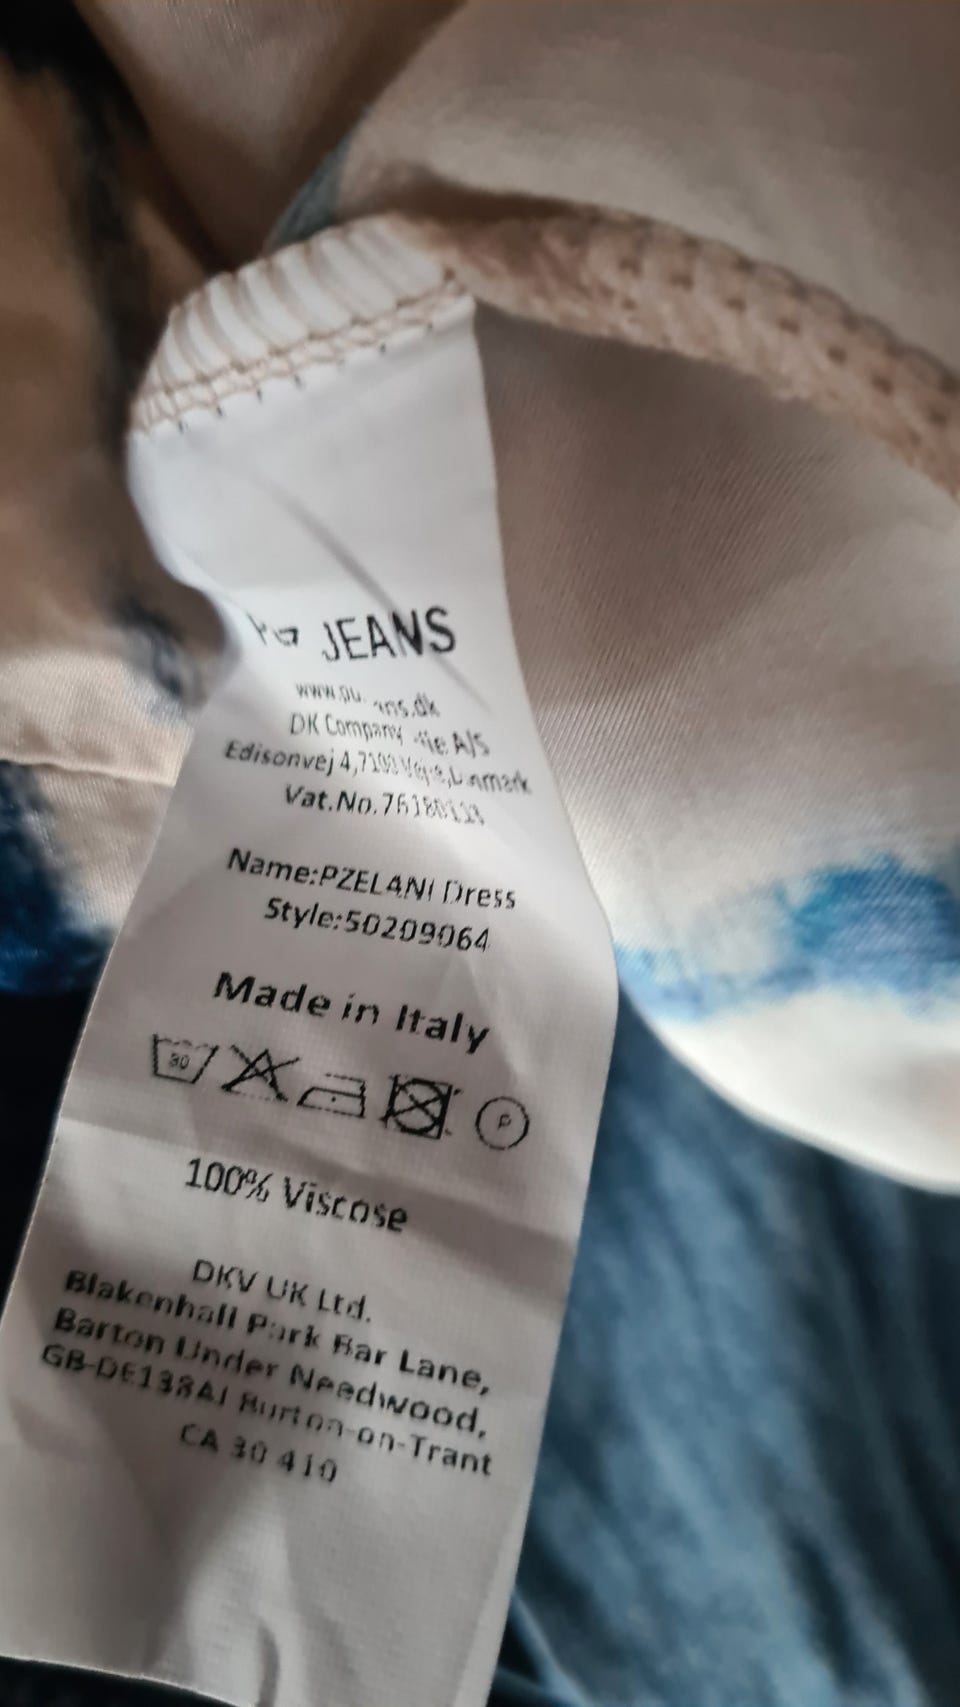 JEANS
DK Company A/S
Edisonvej 4,
Vat.No.
Name:PZELANI Dress
Style:50209064
Made in Italy
30
P
100% Viscose
DKV UK Ltd.
Blakenhall Park Bar Lane,
Barton Under Needwood,
Burton-on-Trant
CA 30 410